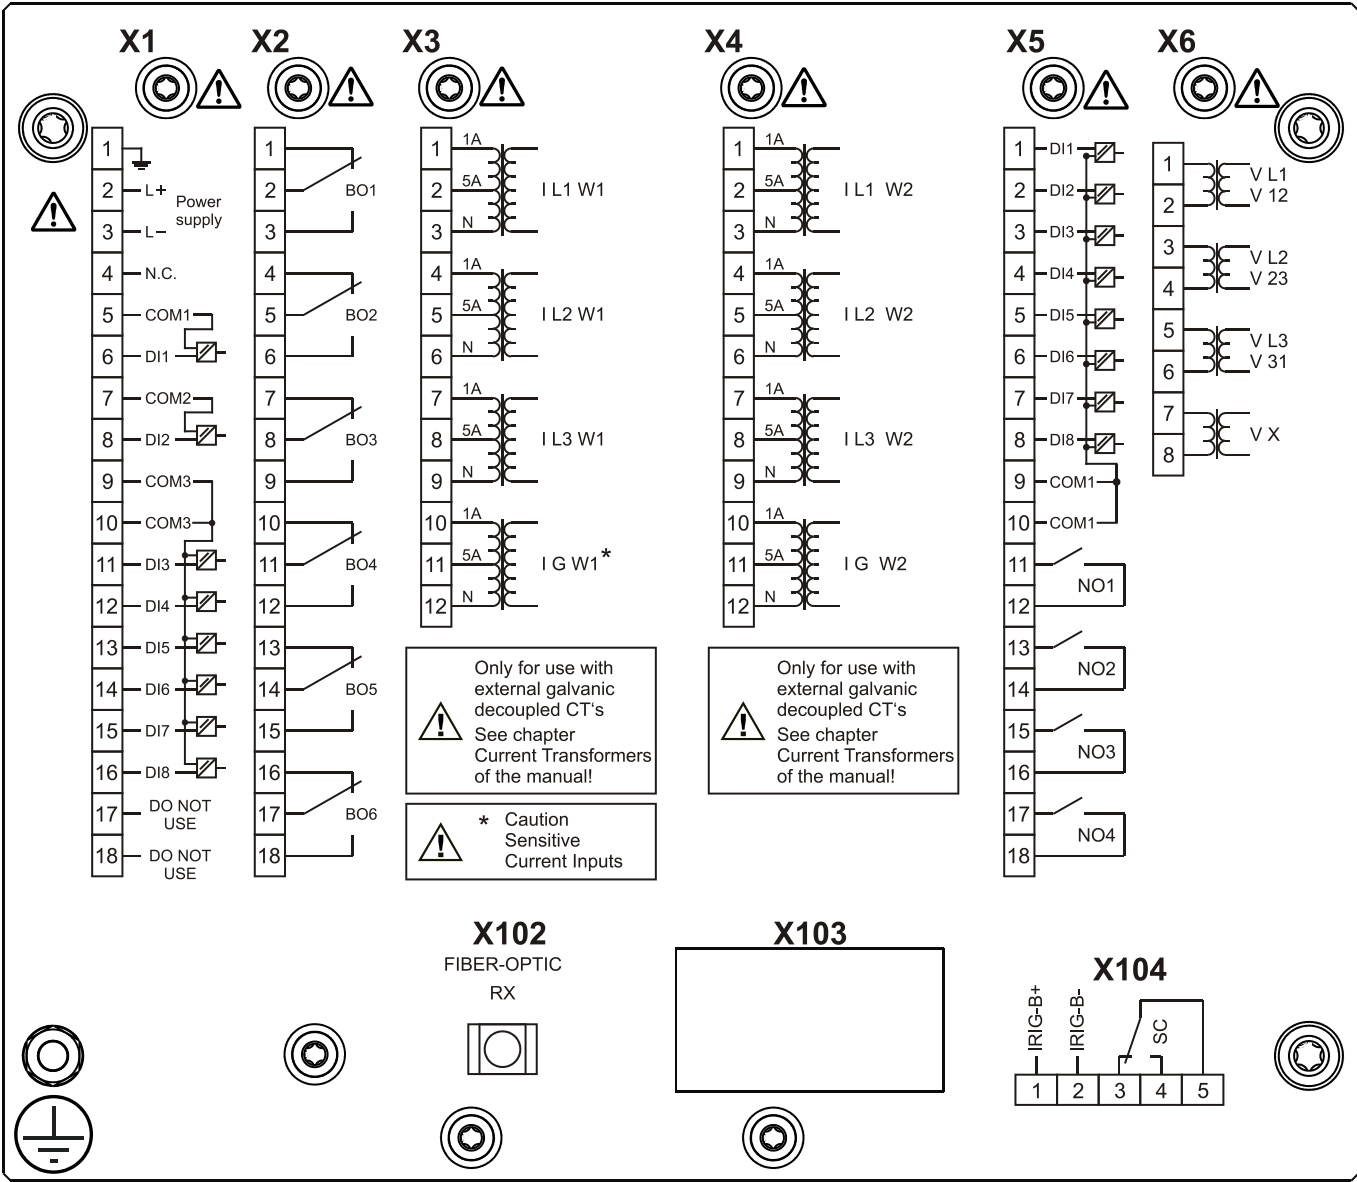 X1
X2
X3
X4
X5
X6
1
2 L+
Power
supply
3 L−
4 N.C.
5 COM1
6 DI1
7 COM2
8 DI2
9 COM3
10 COM3
11 DI3
12 DI4
13 DI5
14 DI6
15 DI7
16 DI8
17 DO NOT
USE
18 DO NOT
USE
1
2 BO1
3
4
5 BO2
6
7
8 BO3
9
10
11 BO4
12
13
14 BO5
15
16
17 BO6
18
1 1A
2 5A I L1 W1
3 N
4 1A
5 5A I L2 W1
6 N
7 1A
8 5A I L3 W1
9 N
10 1A
11 5A I G W1*
12 N
Only for use with
external galvanic
decoupled CT‘s
See chapter
Current Transformers
of the manual!
* Caution
Sensitive
Current Inputs
1 1A
2 5A I L1 W2
3 N
4 1A
5 5A I L2 W2
6 N
7 1A
8 5A I L3 W2
9 N
10 1A
11 5A I G W2
12 N
Only for use with
external galvanic
decoupled CT‘s
See chapter
Current Transformers
of the manual!
1 DI1
2 DI2
3 DI3
4 DI4
5 DI5
6 DI6
7 DI7
8 DI8
9 COM1
10 COM1
11
NO1
12
13
NO2
14
15
NO3
16
17
NO4
18
1 V L1
2 V 12
3 V L2
4 V 23
5 V L3
6 V 31
7
V X
8
X102
FIBER-OPTIC
RX
X103
X104
IRIG-B+
IRIG-B-
SC
1 2 3 4 5